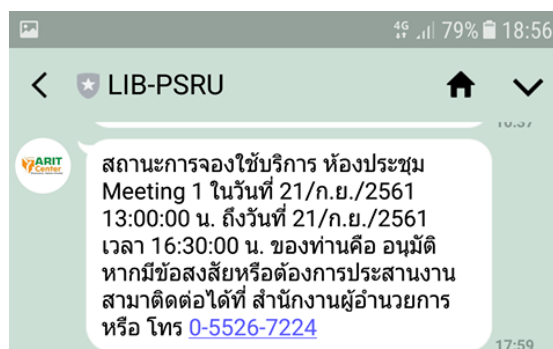 4G 79% 18:56
LIB-PSRU
16:37
ARIT
Center
สถานะการจองใช้บริการ ห้องประชุม
Meeting 1 ในวันที่ 21/ก.ย./2561
13:00:00 น. ถึงวันที่ 21/ก.ย./2561
เวลา 16:30:00 น. ของท่านคือ อนุมัติ
หากมีข้อสงสัยหรือต้องการประสานงาน
สามาติดต่อได้ที่ สำนักงานผู้อำนวยการ
หรือ โทร 0-5526-7224
17:59